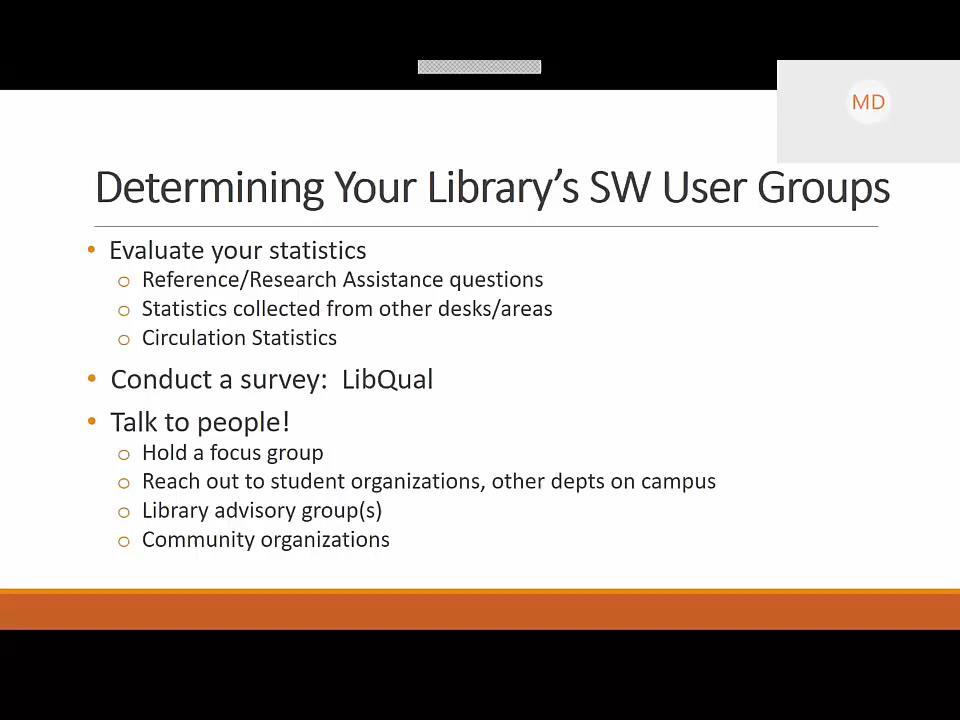 MD
Determining Your Library's SW User Groups
• Evaluate your statistics
o Reference/Research Assistance questions
o Statistics collected from other desks/areas
o Circulation Statistics
• Conduct a survey: LibQual
• Talk to people!
o Hold a focus group
o Reach out to student organizations, other depts on campus
o Library advisory group(s)
o Community organizations